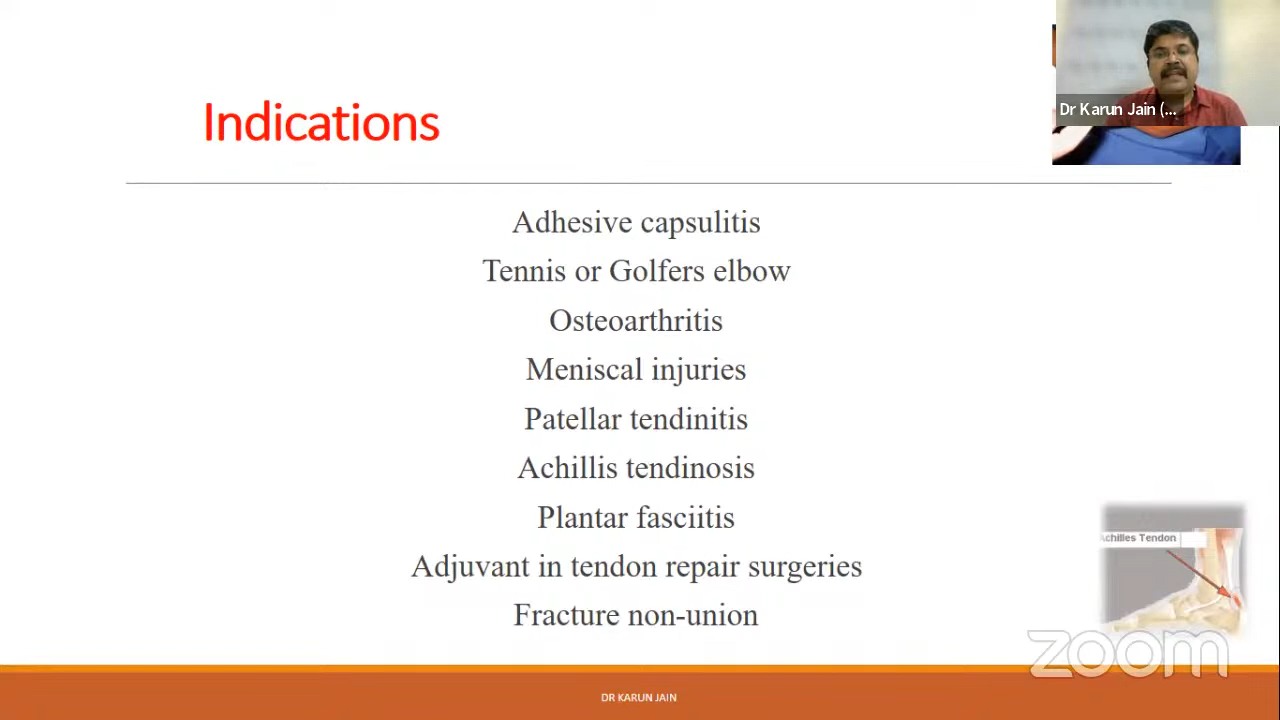 Indications
Dr Karun Jain (...
Adhesive capsulitis
Tennis or Golfers elbow
Osteoarthritis
Meniscal injuries
Patellar tendinitis
Achillis tendinosis
Plantar fasciitis
Adjuvant in tendon repair surgeries
Fracture non-union
Achilles Tendon
zoom
DR KARUN JAIN